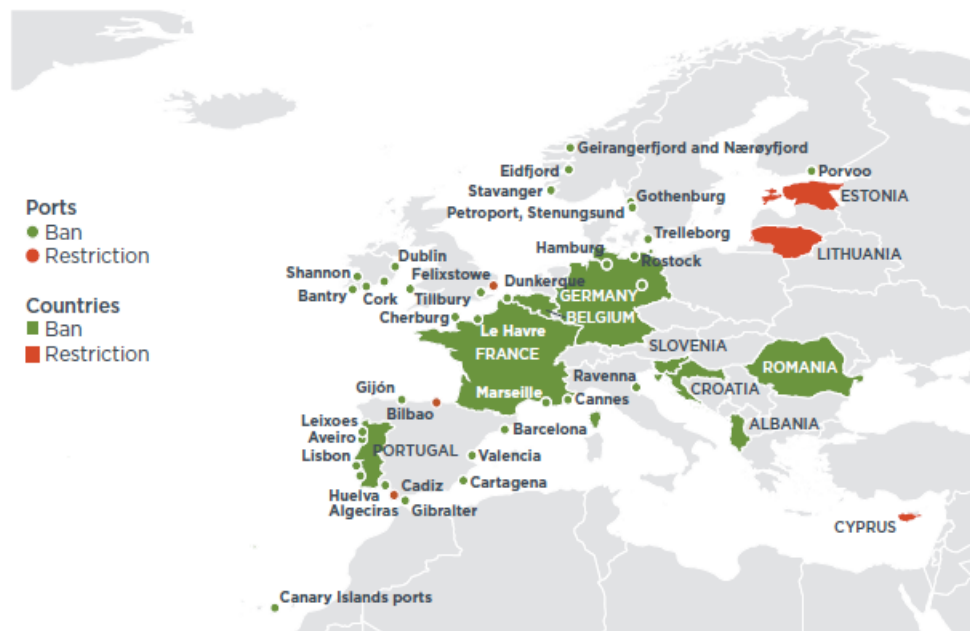 Geirangerfjord and Nærøyfjord
Eidfjord
Porvoo
Stavanger
Gothenburg
ESTONIA
Petroport, Stenungsund
Ports
Ban
Restriction
Countries
Ban
Restriction
Trelleborg
Hamburg
Rostock
LITHUANIA
Dublin
Shannon
Felixstowe
Dunkerque
Bantry
Cork
Tillbury
GERMANY
Cherburg
BELGIUM
Le Havre
FRANCE
SLOVENIA
ROMANIA
Ravenna
CROATIA
Gijón
Marseille
Cannes
Bilbao
Leixoes
ALBANIA
Aveiro
Barcelona
PORTUGAL
Lisbon
Valencia
Cadiz
Cartagena
Huelva
Algeciras
Gibralter
CYPRUS
Canary Islands ports